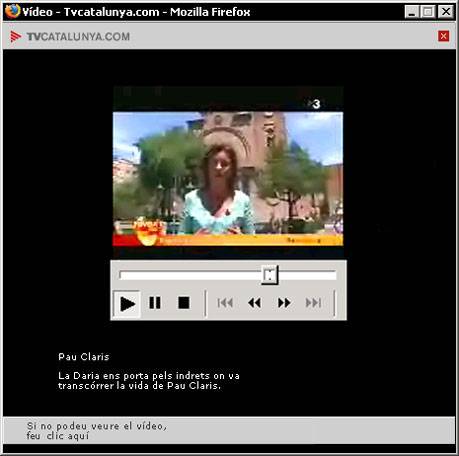 Vídeo - Tvcatalunya.com - Mozilla Firefox
TVCATALUNYA.COM
3
Pau Claris
La Daria ens porta pels indrets on va
transcórrer la vida de Pau Claris.
Si no podeu veure el vídeo,
feu clic aquí